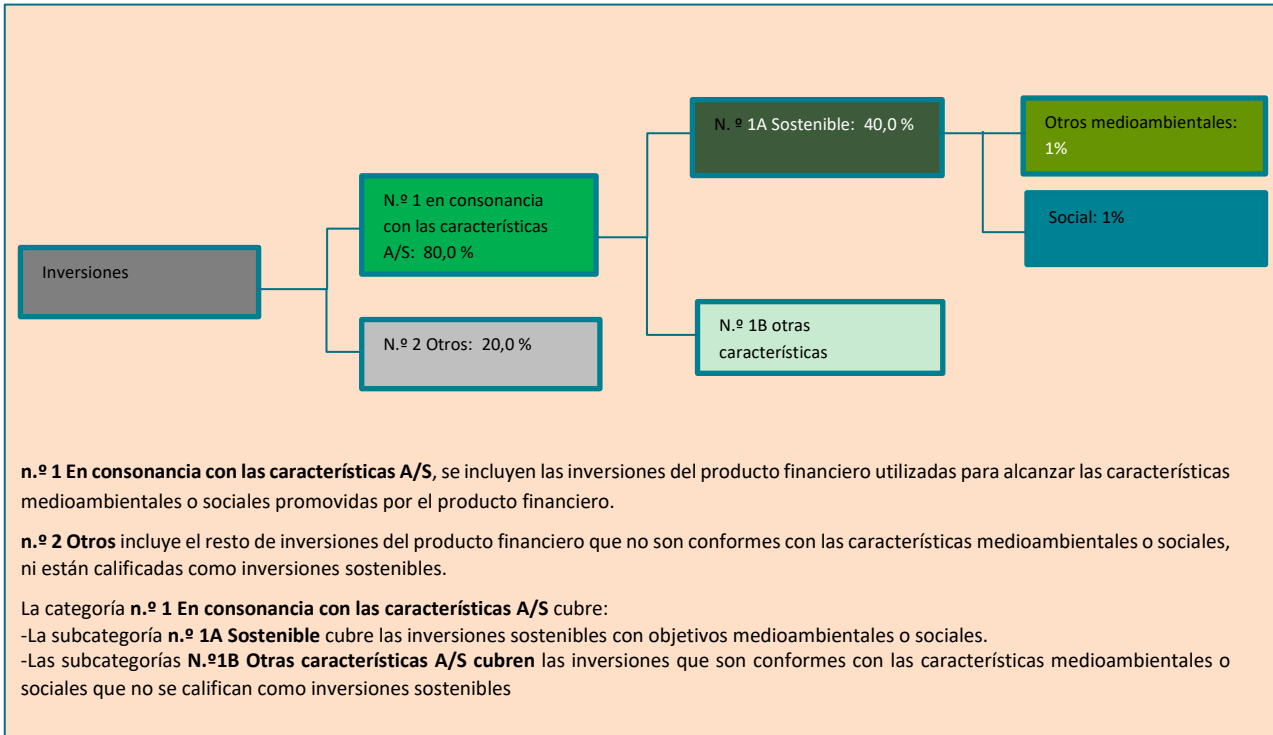 N. º 1A Sostenible: 40,0 %
Otros medioambientales:
1%
N.º 1 en consonancia
con las características
A/S: 80,0 %
Social: 1%
Inversiones
N.º 2 Otros: 20,0 %
N.º 1B otras
características
n.º 1 En consonancia con las características A/S, se incluyen las inversiones del producto financiero utilizadas para alcanzar las características
medioambientales o sociales promovidas por el producto financiero.
n.º 2 Otros incluye el resto de inversiones del producto financiero que no son conformes con las características medioambientales o sociales,
ni están calificadas como inversiones sostenibles.
La categoría n.º 1 En consonancia con las características A/S cubre:
-La subcategoría n.º 1A Sostenible cubre las inversiones sostenibles con objetivos medioambientales o sociales.
-Las subcategorías N.º1B Otras características A/S cubren las inversiones que son conformes con las características medioambientales o
sociales que no se califican como inversiones sostenibles